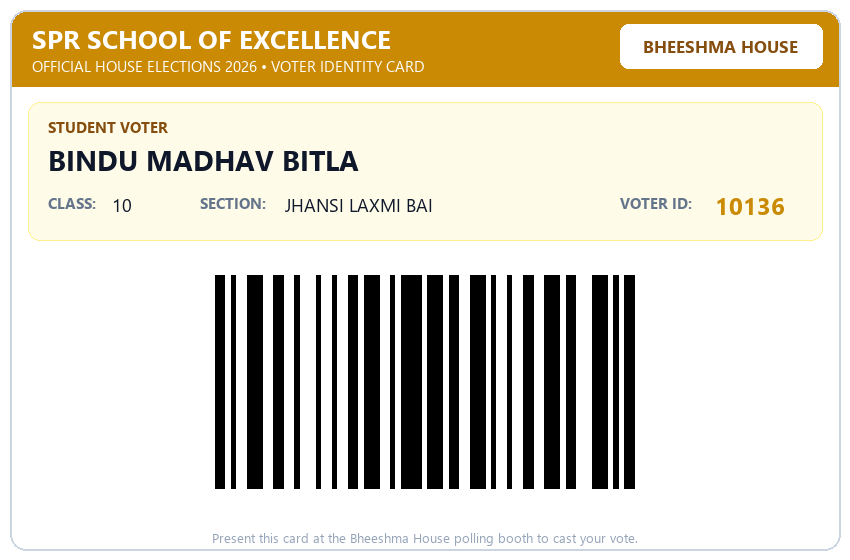 SPR SCHOOL OF EXCELLENCE
OFFICIAL HOUSE ELECTIONS 2026 • VOTER IDENTITY CARD
BHEESHMA HOUSE
STUDENT VOTER
BINDU MADHAV BITLA
CLASS: 10 SECTION: JHANSI LAXMI BAI VOTER ID: 10136
Present this card at the Bheeshma House polling booth to cast your vote.